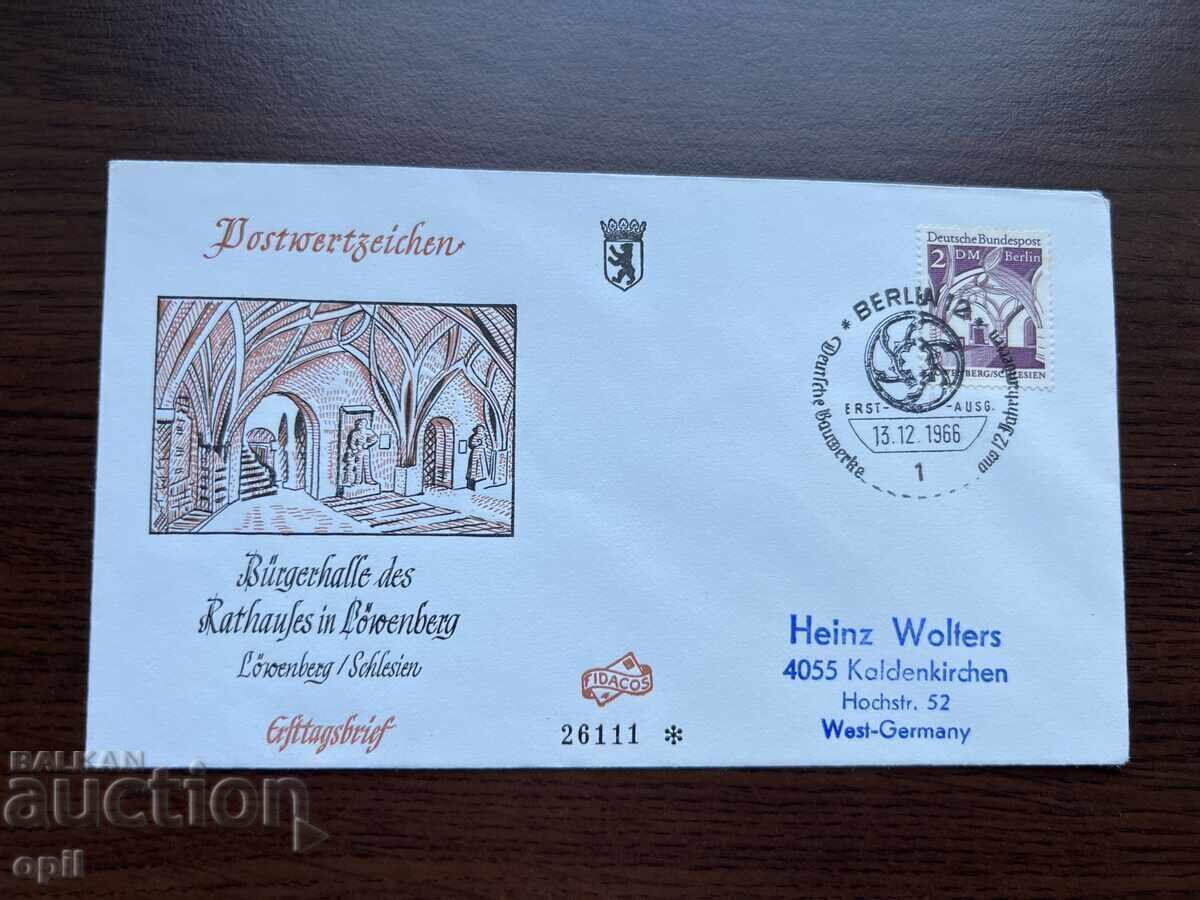 Postwertzeichen
Deutsche Bundespost
2 DM Berlin
BERG/SCHLESIEN
* BERLIN 12 *
Deutsche Bauwerke aus 12 Jahrhunderten
ERST- AUSG.
13.12.1966
1
Bürgerhalle des
Rathauſes in Löwenberg
Löwenberg/Schlesien
Erſttagsbrief
FIDACOS
26111 *
Heinz Wolters
4055 Kaldenkirchen
Hochstr. 52
West-Germany
BALKAN
auction
opil